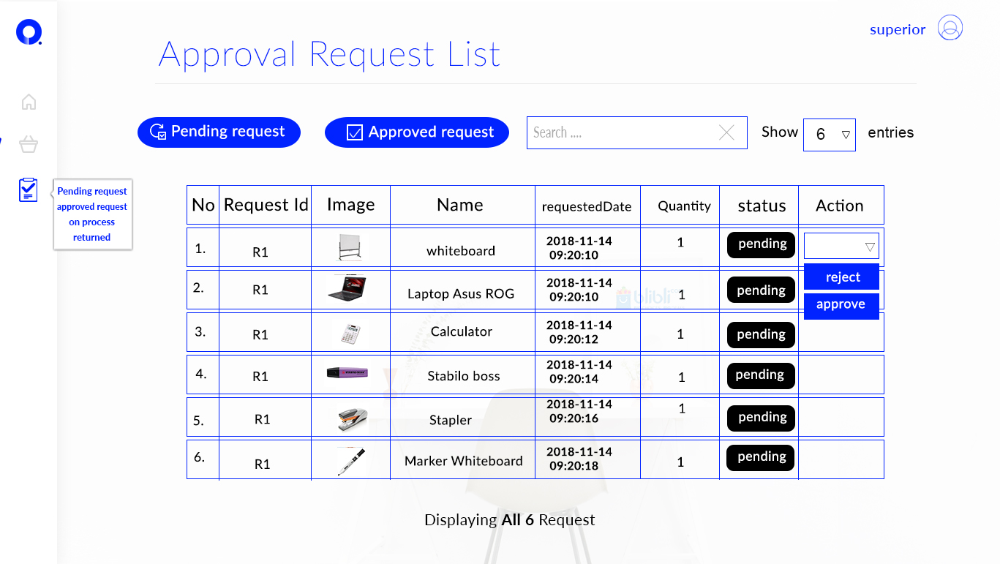 superior
Approval Request List
Pending request
Approved request
Search ....
Show 6 entries
Pending request
approved request
on process
returned
No Request Id Image Name requestedDate Quantity status Action
1. R1 whiteboard 2018-11-14 09:20:10 1 pending
reject
approve
2. R1 Laptop Asus ROG 2018-11-14 09:20:10 1 pending
3. R1 Calculator 2018-11-14 09:20:12 1 pending
4. R1 Stabilo boss 2018-11-14 09:20:14 1 pending
5. R1 Stapler 2018-11-14 09:20:16 1 pending
6. R1 Marker Whiteboard 2018-11-14 09:20:18 1 pending
blibli
Displaying All 6 Request